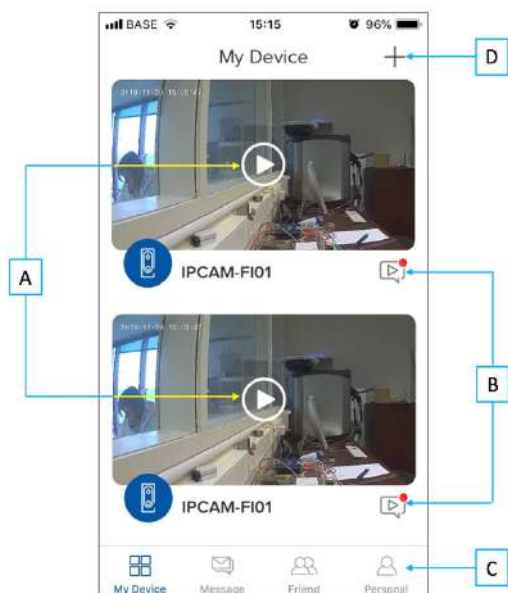 BASE 15:15 96%
My Device
D
A
IPCAM-FI01
B
IPCAM-FI01
C
My Device Message Friend Personal